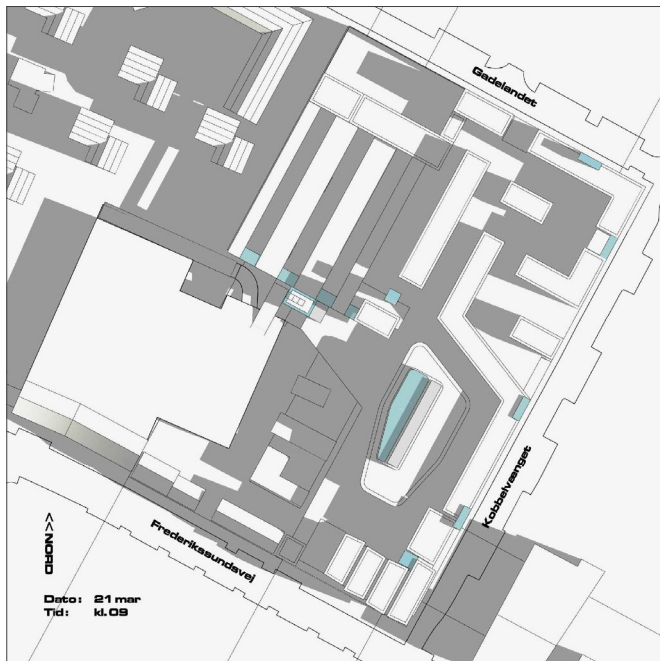 Gadelandet
Kobbelvænget
Frederikssundsvej
<< NORD
Dato: 21 mar
Tid: kl. 09